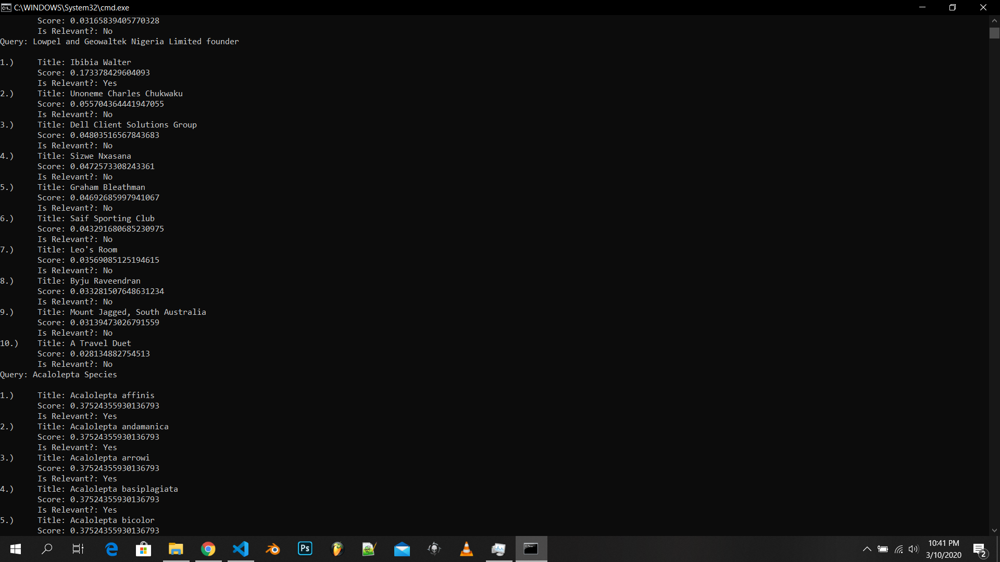 C:\WINDOWS\System32\cmd.exe
Score: 0.03165839405770328
Is Relevant?: No
Query: Lowpel and Geowaltek Nigeria Limited founder
1.) Title: Ibibia Walter
Score: 0.173378429604093
Is Relevant?: Yes
2.) Title: Unoneme Charles Chukwaku
Score: 0.055704364441947055
Is Relevant?: No
3.) Title: Dell Client Solutions Group
Score: 0.04803516567843683
Is Relevant?: No
4.) Title: Sizwe Nxasana
Score: 0.0472573308243361
Is Relevant?: No
5.) Title: Graham Bleathman
Score: 0.04692685997941067
Is Relevant?: No
6.) Title: Saif Sporting Club
Score: 0.043291680685230975
Is Relevant?: No
7.) Title: Leo's Room
Score: 0.03569085125194615
Is Relevant?: No
8.) Title: Byju Raveendran
Score: 0.033281507648631234
Is Relevant?: No
9.) Title: Mount Jagged, South Australia
Score: 0.03139473026791559
Is Relevant?: No
10.) Title: A Travel Duet
Score: 0.028134882754513
Is Relevant?: No
Query: Acalolepta Species
1.) Title: Acalolepta affinis
Score: 0.37524355930136793
Is Relevant?: Yes
2.) Title: Acalolepta andamanica
Score: 0.37524355930136793
Is Relevant?: Yes
3.) Title: Acalolepta arrowi
Score: 0.37524355930136793
Is Relevant?: Yes
4.) Title: Acalolepta basiplagiata
Score: 0.37524355930136793
Is Relevant?: Yes
5.) Title: Acalolepta bicolor
Score: 0.37524355930136793
Ps
10:41 PM
3/10/2020
2